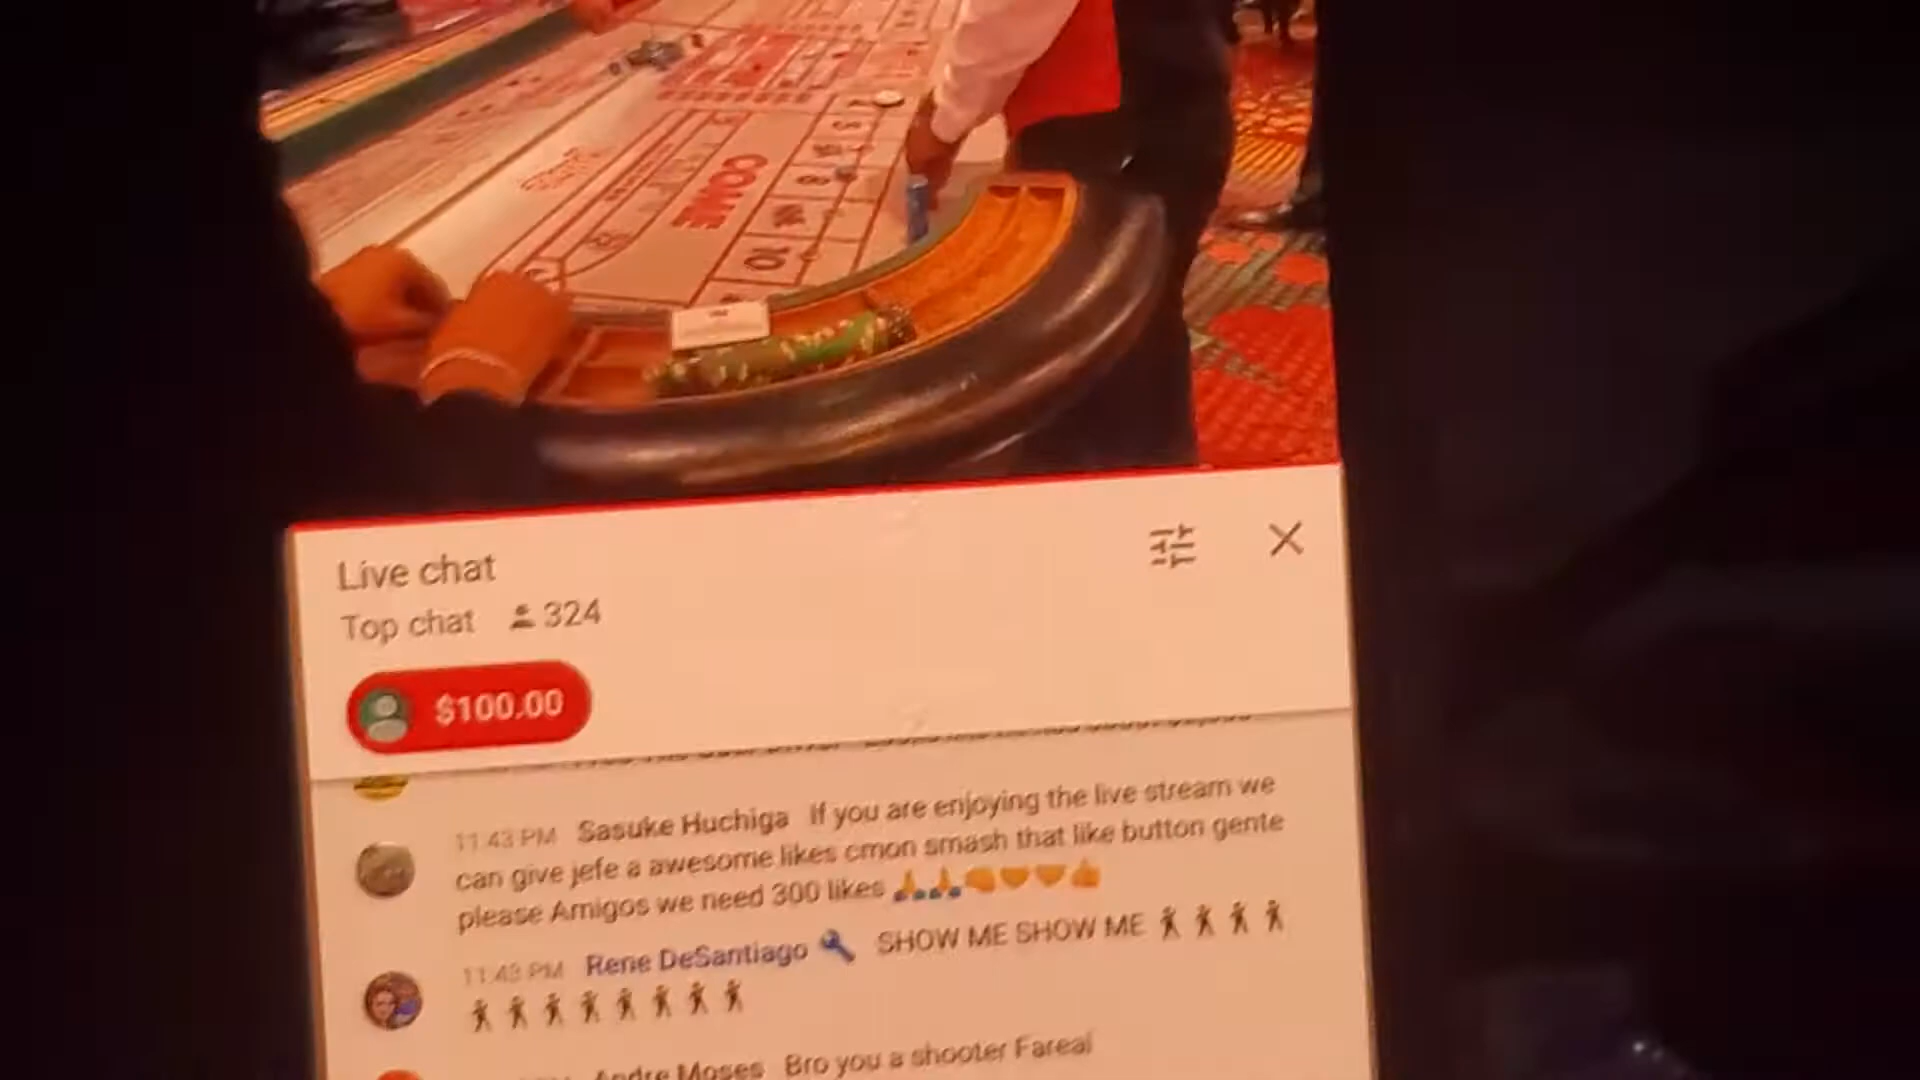 COME
10
Live chat
Top chat 324
$100.00
11:43 PM Sasuke Huchiga If you are enjoying the live stream we
can give jefe a awesome likes cmon smash that like button gente
please Amigos we need 300 likes 🙏🙏👊🤝🤝👍
11:43 PM Rene DeSantiago 🔧 SHOW ME SHOW ME 🕺🕺🕺🕺
🕺🕺🕺🕺🕺🕺🕺🕺
Andre Moses Bro you a shooter Fareal